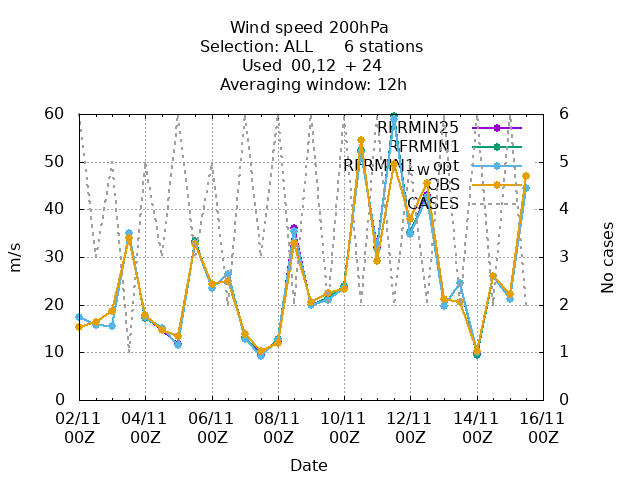 Wind speed 200hPa
Selection: ALL 6 stations
Used 00,12 + 24
Averaging window: 12h
60 6
RFRMIN25
RFRMIN1
50 5
RFRMIN1_w_opt
OBS
CASES
40 4
m/s
No cases
30 3
20 2
10 1
0 0
02/11 04/11 06/11 08/11 10/11 12/11 14/11 16/11
00Z 00Z 00Z 00Z 00Z 00Z 00Z 00Z
Date